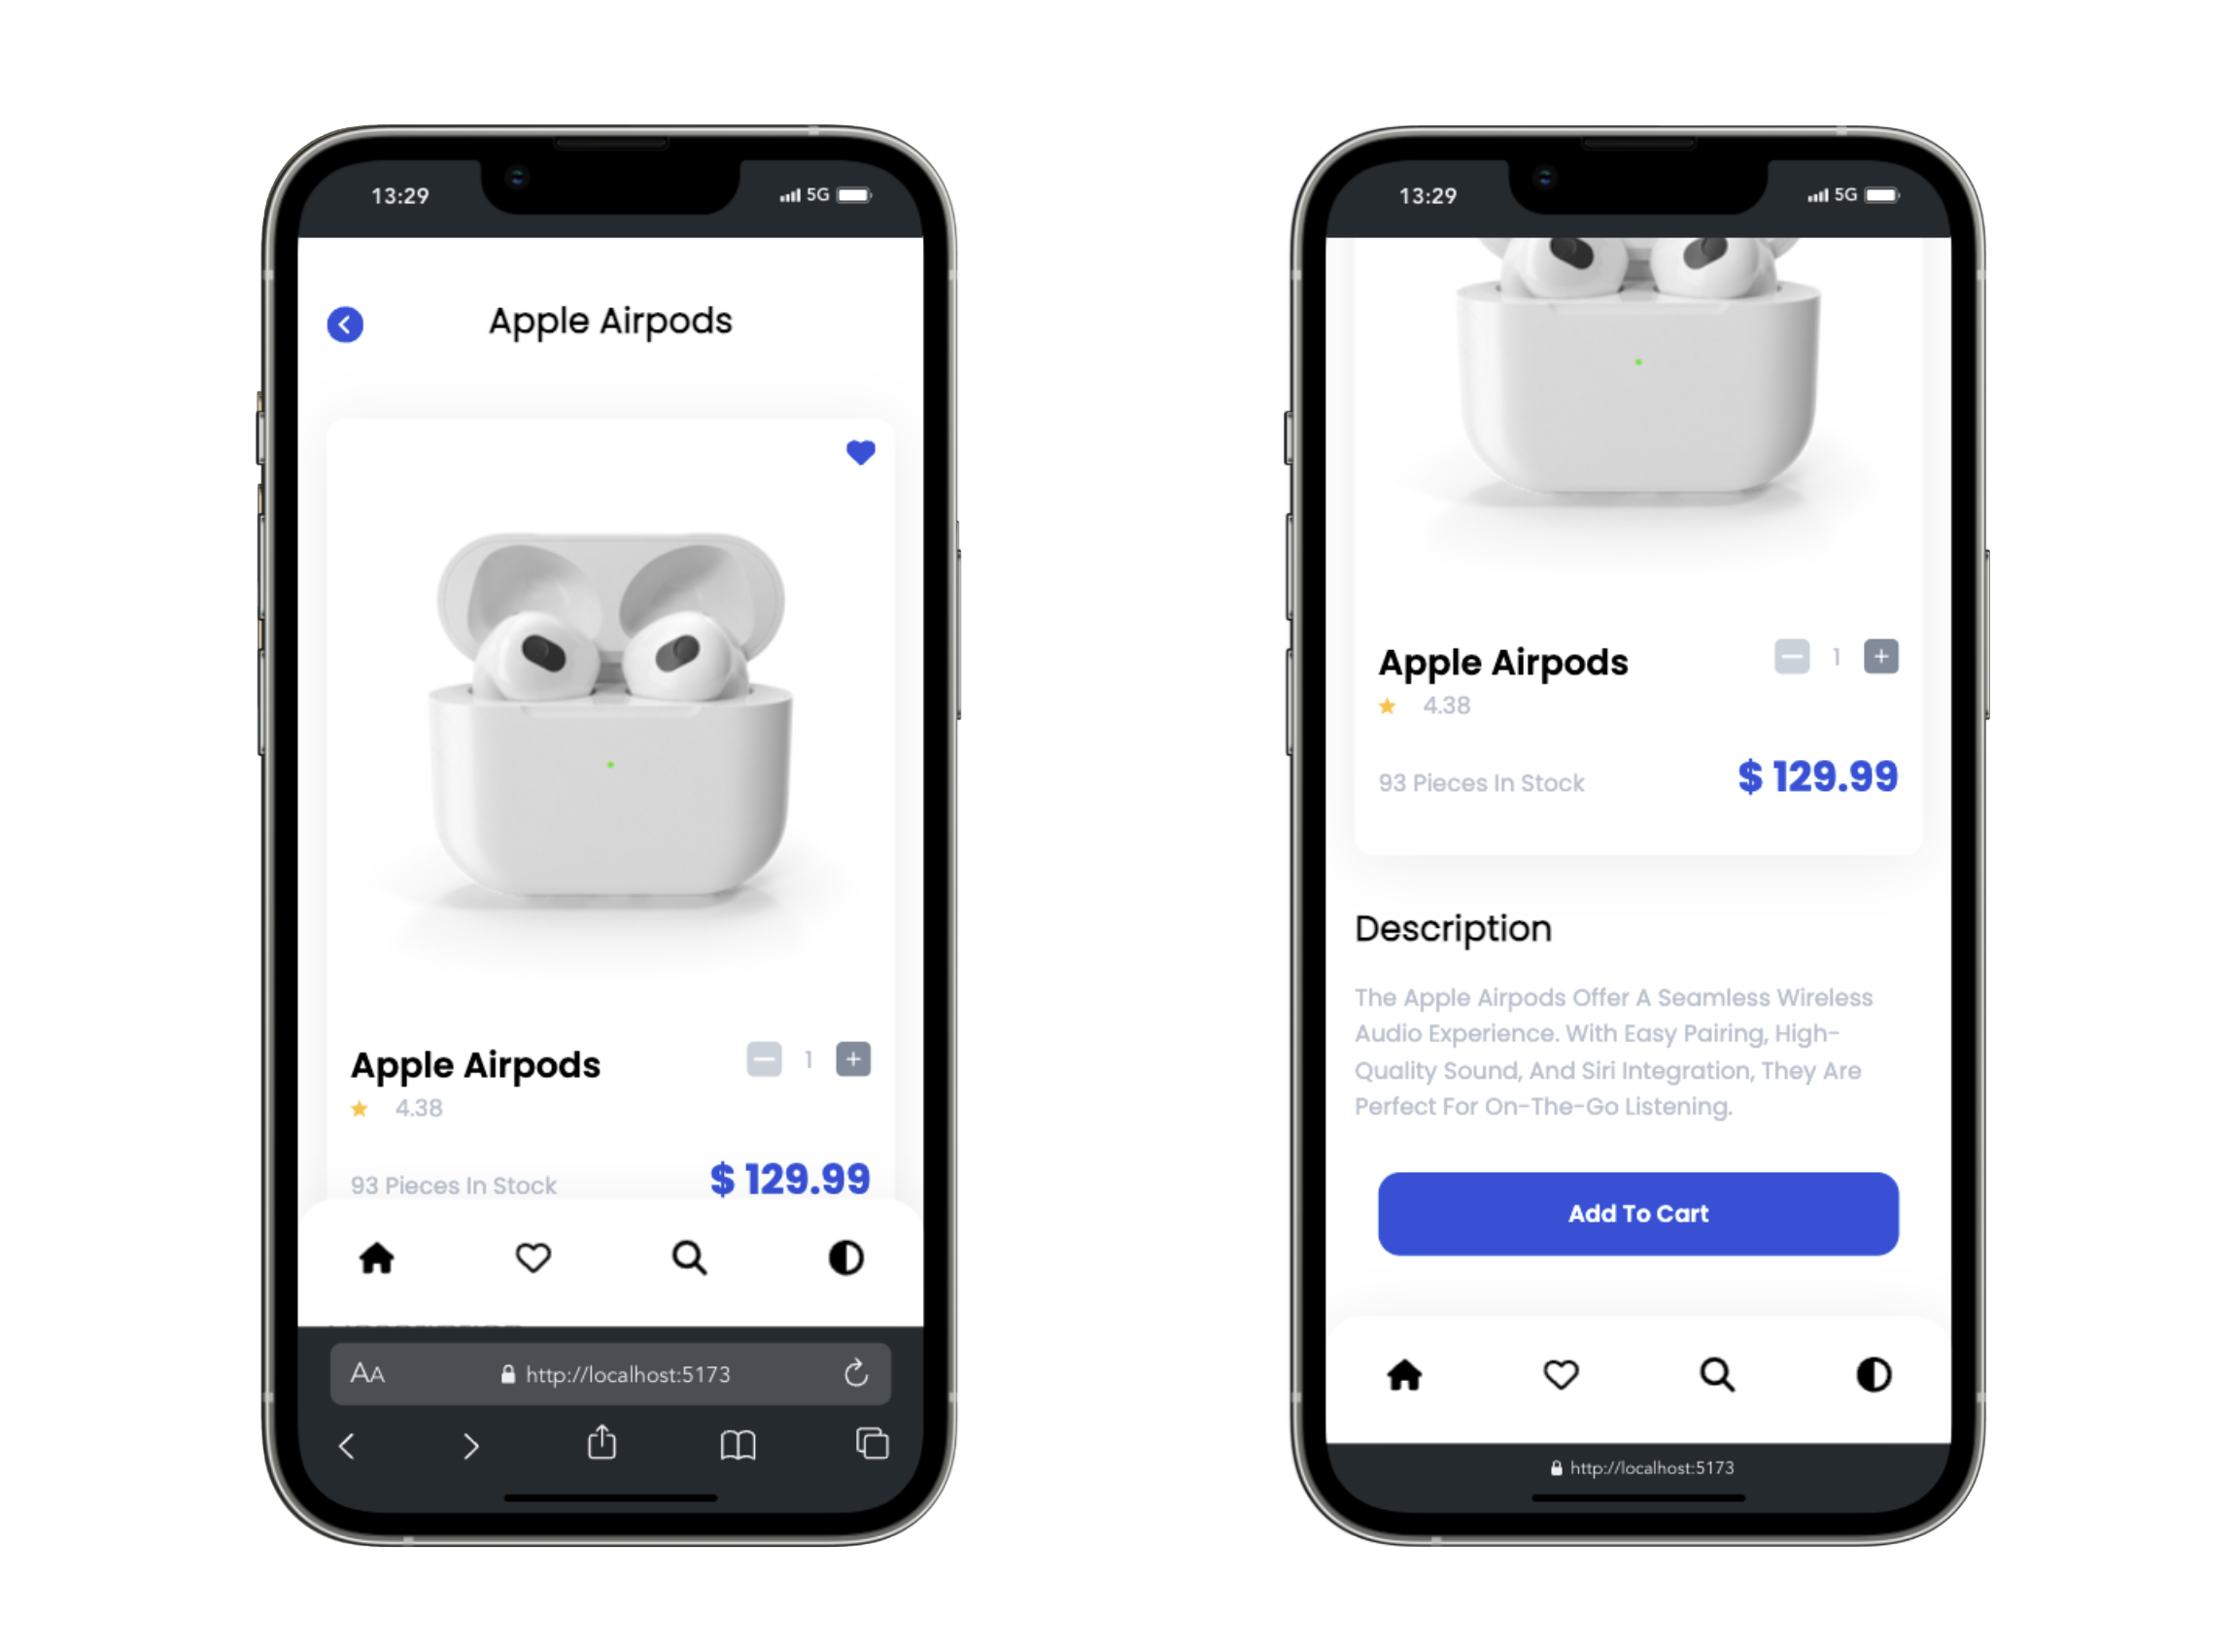 13:29
5G
Apple Airpods
Apple Airpods
1
4.38
93 Pieces In Stock
$ 129.99
AA
http://localhost:5173
13:29
5G
Apple Airpods
1
4.38
93 Pieces In Stock
$ 129.99
Description
The Apple Airpods Offer A Seamless Wireless
Audio Experience. With Easy Pairing, High-
Quality Sound, And Siri Integration, They Are
Perfect For On-The-Go Listening.
Add To Cart
http://localhost:5173